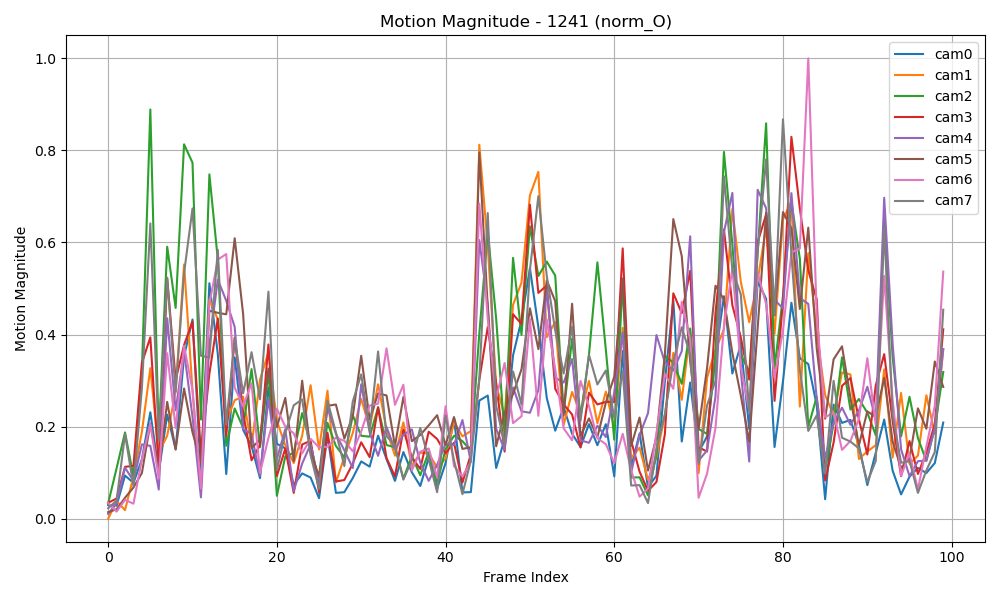 Motion Magnitude - 1241 (norm_O)
1.0
0.8
0.6
0.4
0.2
0.0
Motion Magnitude
0
20
40
60
80
100
Frame Index
cam0
cam1
cam2
cam3
cam4
cam5
cam6
cam7